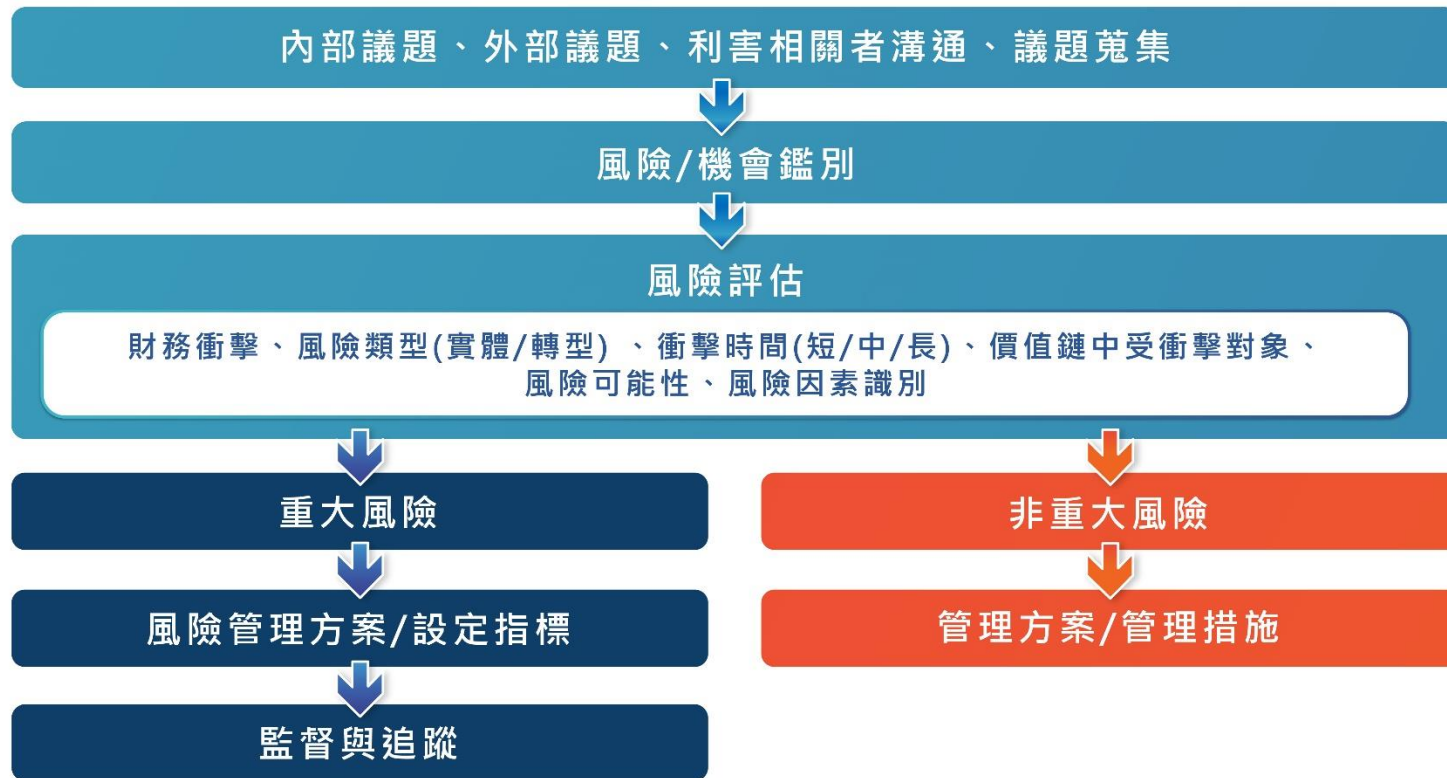 內部議題、外部議題、利害相關者溝通、議題蒐集
風險/機會鑑別
風險評估
財務衝擊、風險類型(實體/轉型)、衝擊時間(短/中/長)、價值鏈中受衝擊對象、
風險可能性、風險因素識別
重大風險
非重大風險
風險管理方案/設定指標
管理方案/管理措施
監督與追蹤